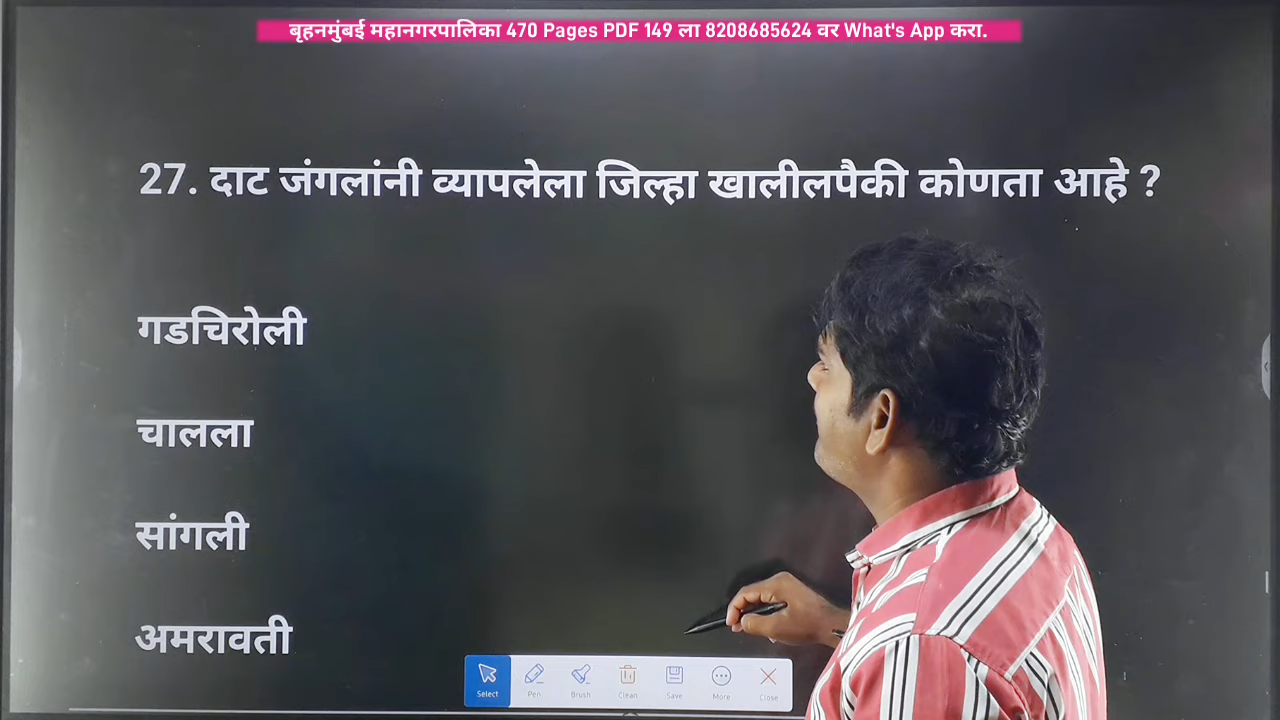 बृहनमुंबई महानगरपालिका 470 Pages PDF 149 ला 8208685624 वर What's App करा.
27. दाट जंगलांनी व्यापलेला जिल्हा खालीलपैकी कोणता आहे ?
गडचिरोली
चालला
सांगली
अमरावती
Select Pen Brush Clean Save More Close